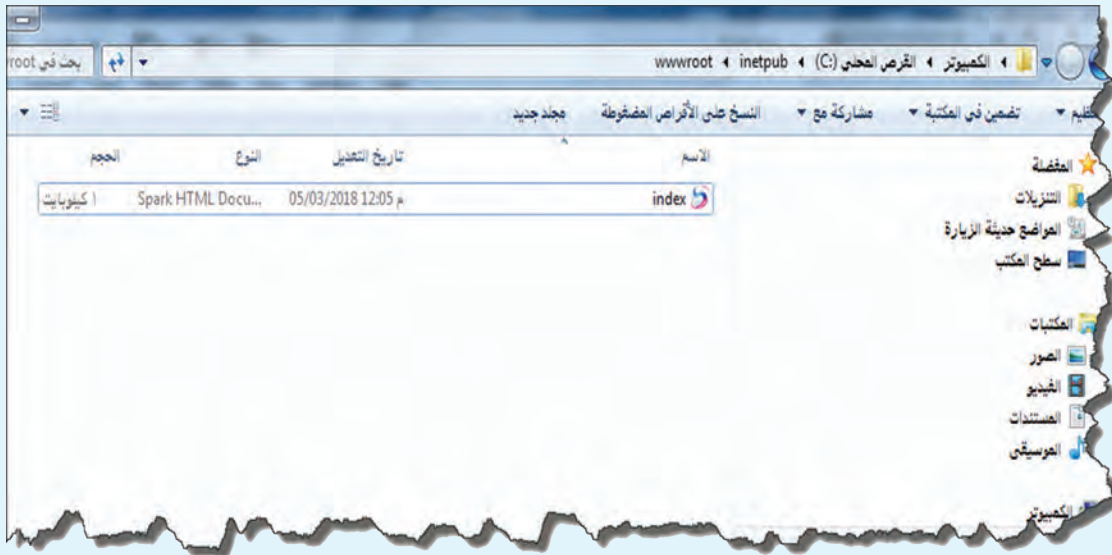 الكمبيوتر ◂ القرص المحلي (C:) ◂ inetpub ◂ wwwroot
بحث في root
تضمين في المكتبة
مشاركة مع
النسخ على الأقراص المضغوطة
مجلد جديد
الاسم
تاريخ التعديل
النوع
الحجم
index
05/03/2018 12:05 م
Spark HTML Docu...
١ كيلوبايت
المفضلة
التنزيلات
المواضع حديثة الزيارة
سطح المكتب
المكتبات
الصور
الفيديو
المستندات
الموسيقى
الكمبيوتر